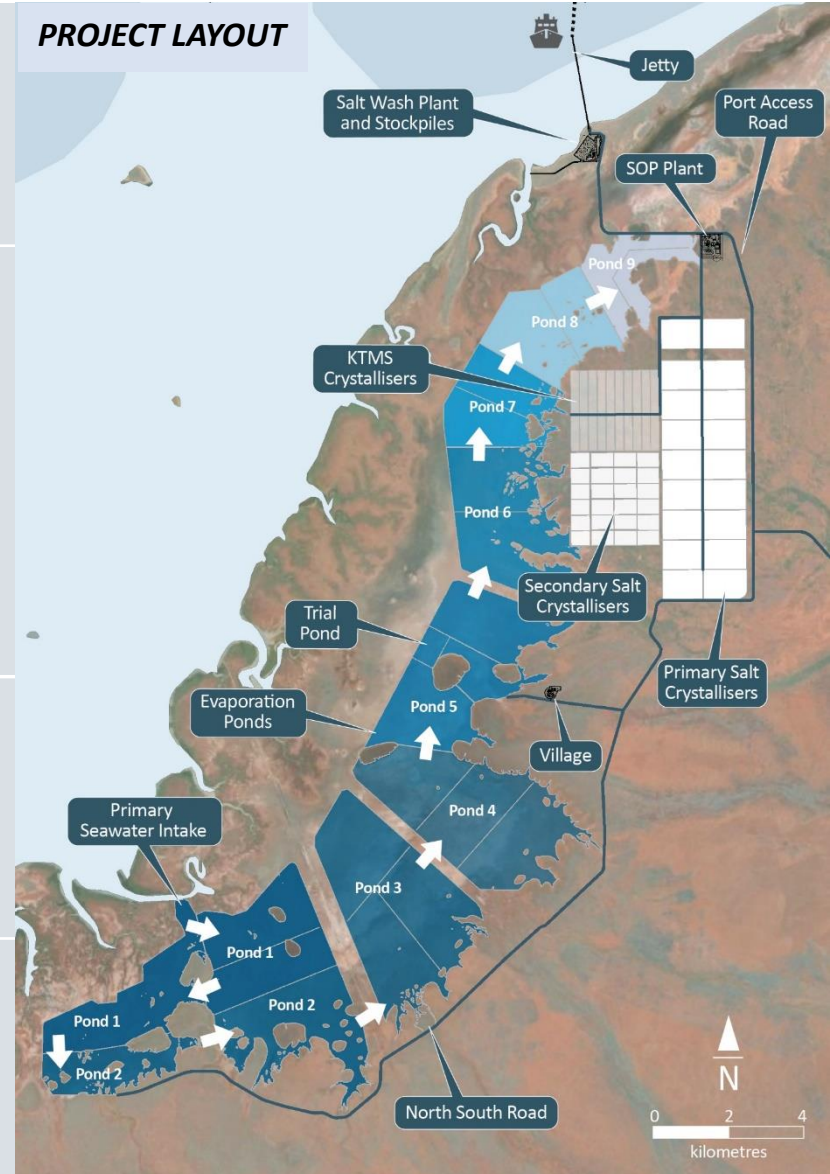 PROJECT LAYOUT
Jetty
Salt Wash Plant
and Stockpiles
Port Access
Road
SOP Plant
Pond 9
Pond 8
KTMS
Crystallisers
Pond 7
Pond 6
Secondary Salt
Crystallisers
Trial
Pond
Primary Salt
Crystallisers
Evaporation
Ponds
Pond 5
Village
Primary
Seawater Intake
Pond 4
Pond 3
Pond 1
Pond 2
Pond 1
Pond 2
North South Road
N
0 2 4
kilometres